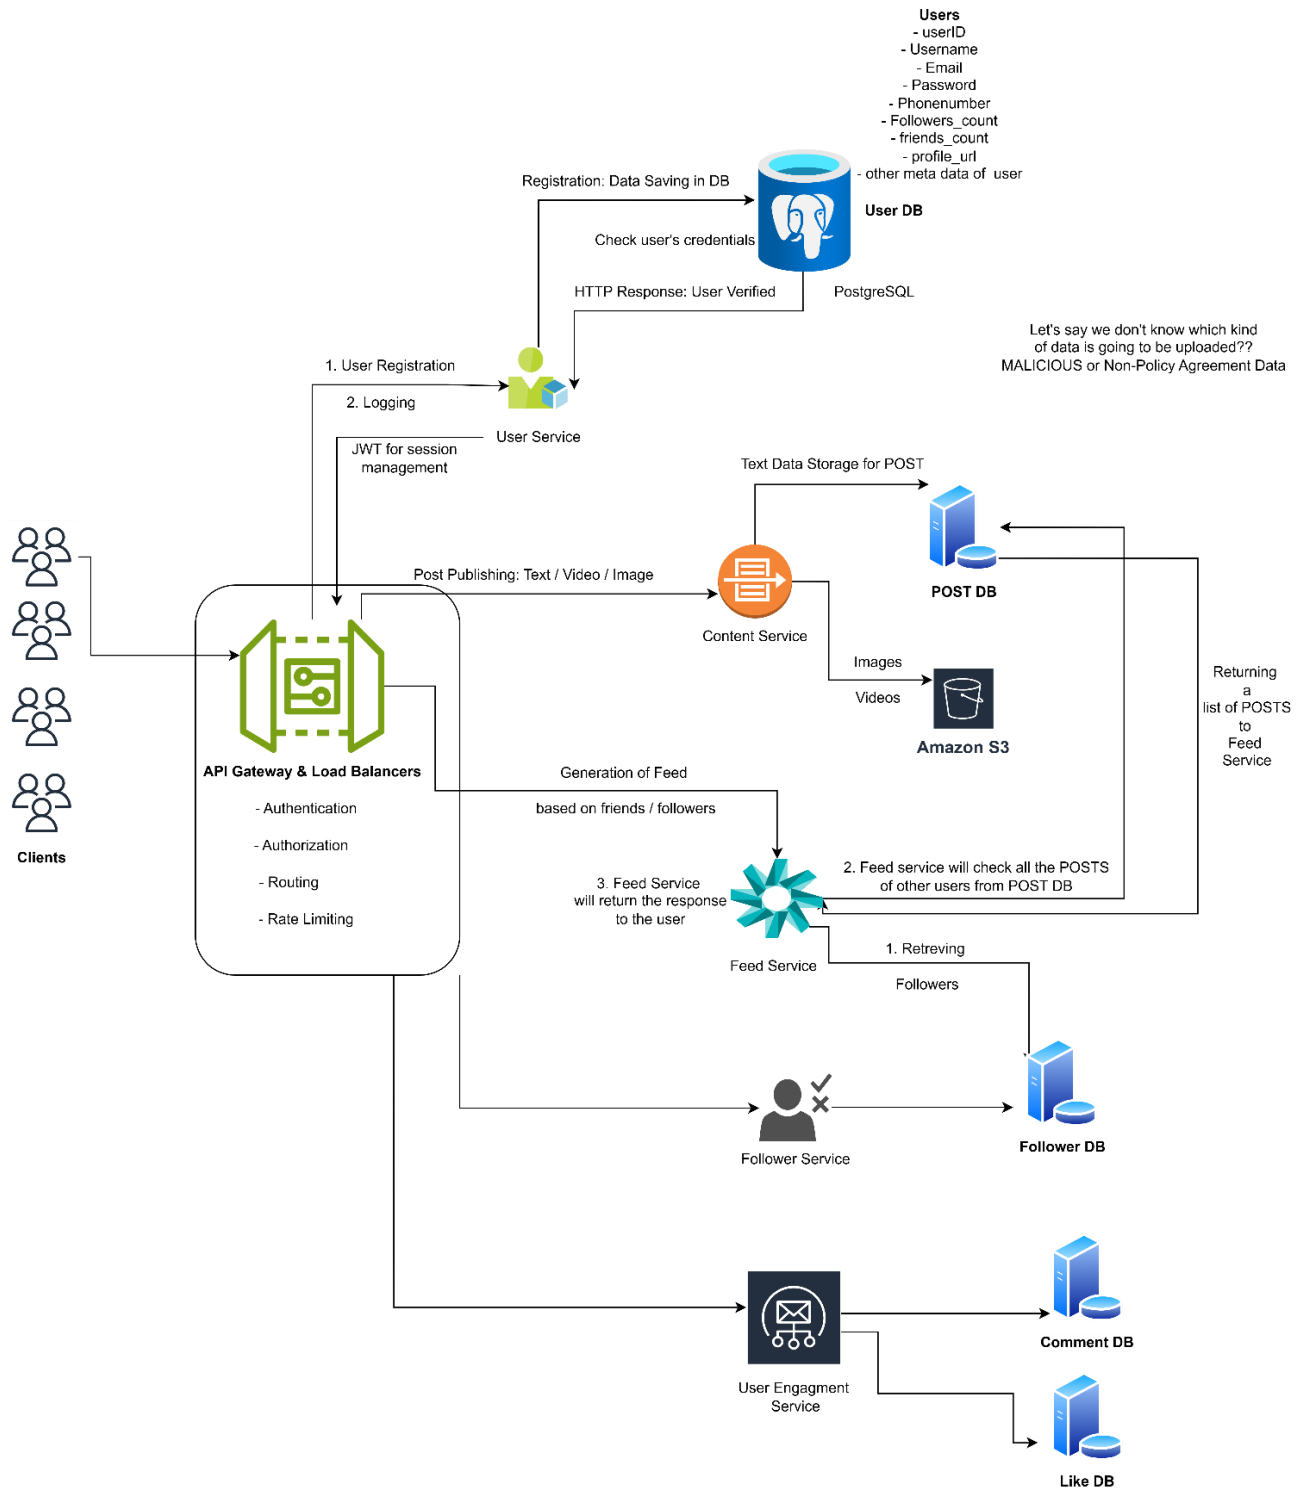 Users
- userID
- Username
- Email
- Password
- Phonenumber
- Followers_count
- friends_count
- profile_url
- other meta data of user
User DB
Registration: Data Saving in DB
Check user's credentials
HTTP Response: User Verified
PostgreSQL
Let's say we don't know which kind
of data is going to be uploaded??
MALICIOUS or Non-Policy Agreement Data
1. User Registration
2. Logging
User Service
JWT for session
management
Text Data Storage for POST
POST DB
Post Publishing: Text / Video / Image
Content Service
Images
Videos
Amazon S3
Returning
a
list of POSTS
to
Feed
Service
API Gateway & Load Balancers
- Authentication
- Authorization
- Routing
- Rate Limiting
Clients
Generation of Feed
based on friends / followers
2. Feed service will check all the POSTS
of other users from POST DB
3. Feed Service
will return the response
to the user
Feed Service
1. Retreving
Followers
Follower Service
Follower DB
User Engagment
Service
Comment DB
Like DB